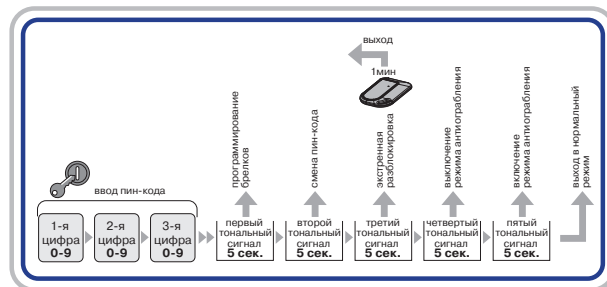 выход
1мин
программирование
брелков
смена пин-кода
экстренная
разблокировка
выключение
режима антиограбления
включение
режима антиограбления
выход в нормальный
режим
ввод пин-кода
1-я
цифра
0-9
2-я
цифра
0-9
3-я
цифра
0-9
первый
тональный
сигнал
5 сек.
второй
тональный
сигнал
5 сек.
третий
тональный
сигнал
5 сек.
четвертый
тональный
сигнал
5 сек.
пятый
тональный
сигнал
5 сек.